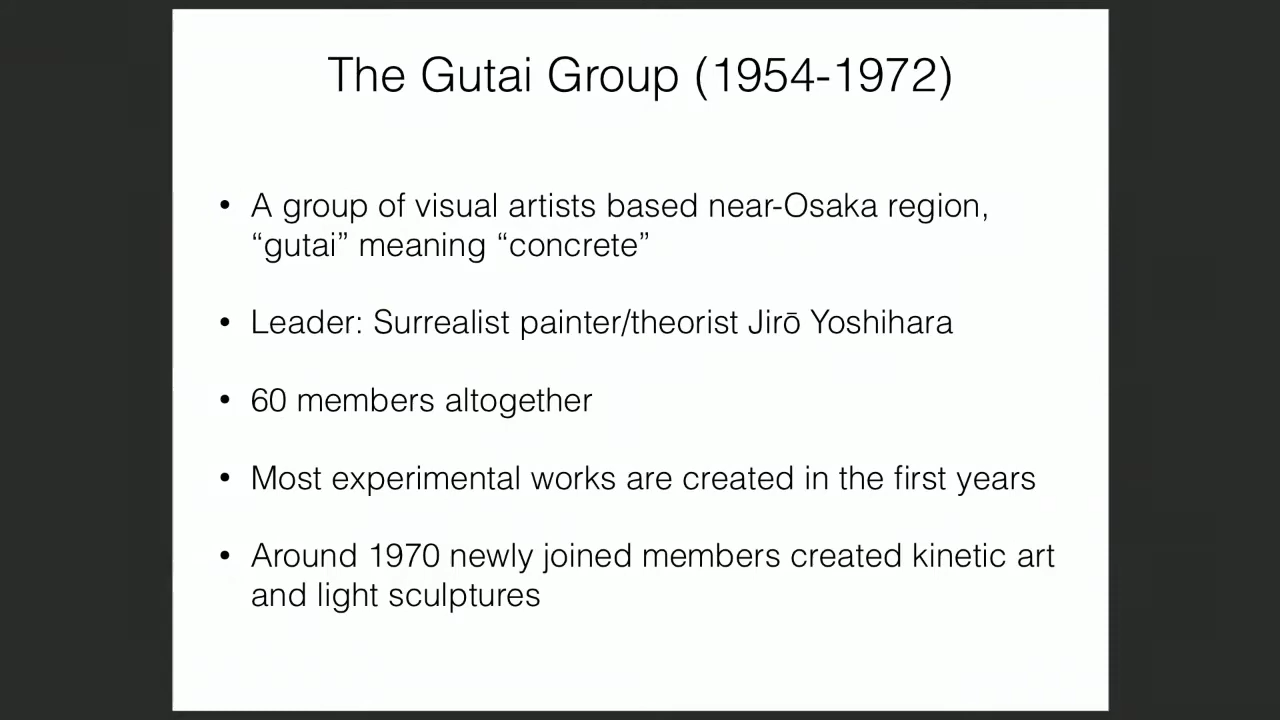 The Gutai Group (1954-1972)
• A group of visual artists based near-Osaka region,
“gutai” meaning “concrete”
• Leader: Surrealist painter/theorist Jirō Yoshihara
• 60 members altogether
• Most experimental works are created in the first years
• Around 1970 newly joined members created kinetic art
and light sculptures